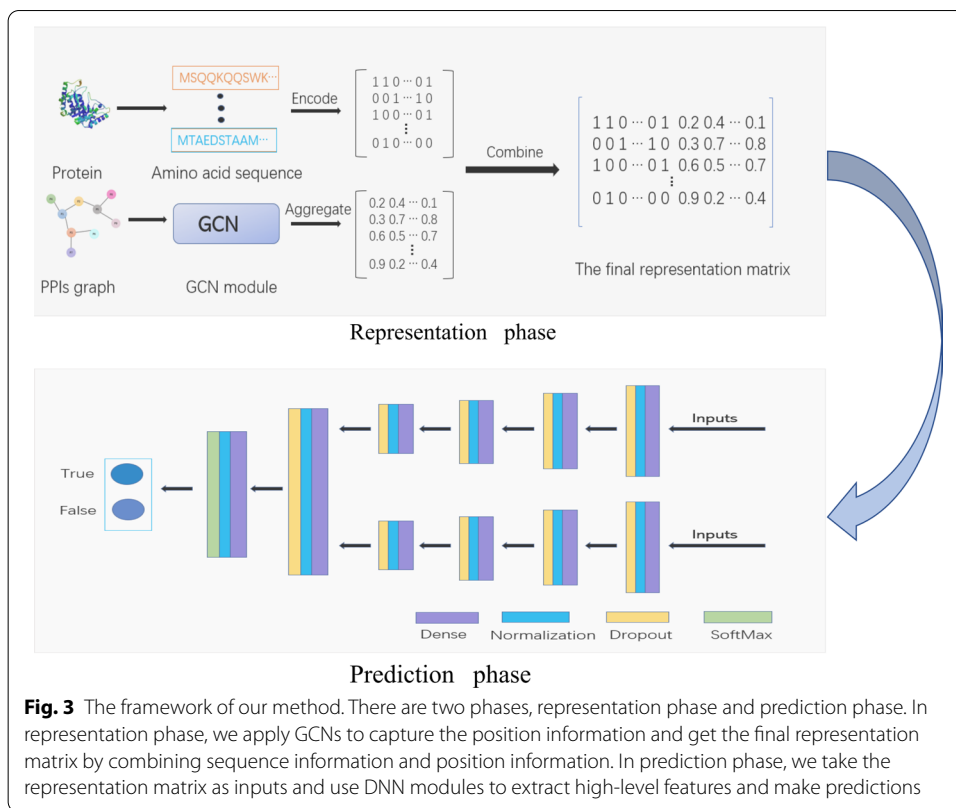 MSQQKQQSWK···
MTAEDSTAAM···
Encode
1 1 0 ··· 0 1
0 0 1 ··· 1 0
1 0 0 ··· 0 1
0 1 0 ··· 0 0
Protein
Amino acid sequence
Combine
1 1 0 ··· 0 1 0.2 0.4 ··· 0.1
0 0 1 ··· 1 0 0.3 0.7 ··· 0.8
1 0 0 ··· 0 1 0.6 0.5 ··· 0.7
0 1 0 ··· 0 0 0.9 0.2 ··· 0.4
GCN
Aggregate
0.2 0.4 ··· 0.1
0.3 0.7 ··· 0.8
0.6 0.5 ··· 0.7
0.9 0.2 ··· 0.4
PPIs graph
GCN module
The final representation matrix
Representation phase
Inputs
True
False
Inputs
Dense
Normalization
Dropout
SoftMax
Prediction phase
Fig. 3 The framework of our method. There are two phases, representation phase and prediction phase. In
representation phase, we apply GCNs to capture the position information and get the final representation
matrix by combining sequence information and position information. In prediction phase, we take the
representation matrix as inputs and use DNN modules to extract high-level features and make predictions